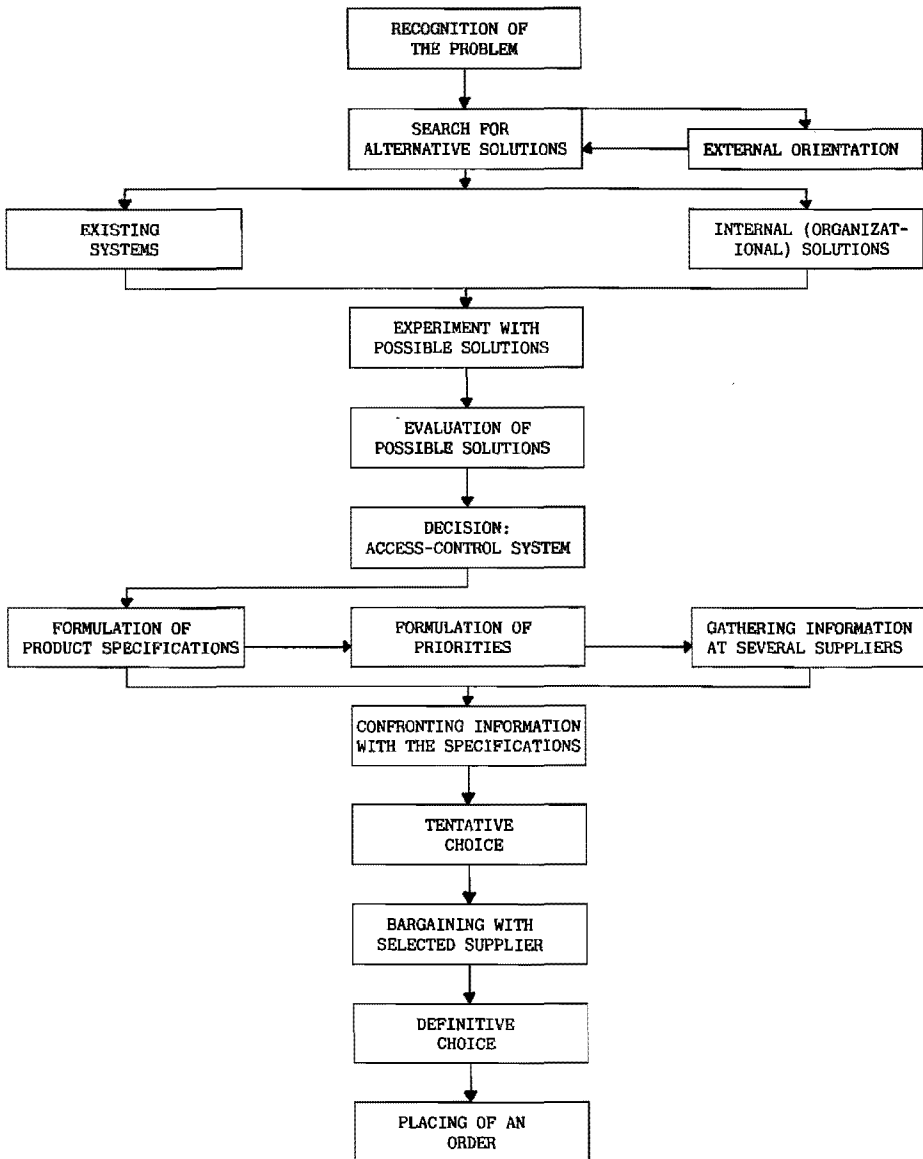 RECOGNITION OF
THE PROBLEM
SEARCH FOR
ALTERNATIVE SOLUTIONS
EXTERNAL ORIENTATION
EXISTING
SYSTEMS
INTERNAL (ORGANIZAT-
IONAL) SOLUTIONS
EXPERIMENT WITH
POSSIBLE SOLUTIONS
EVALUATION OF
POSSIBLE SOLUTIONS
DECISION:
ACCESS-CONTROL SYSTEM
FORMULATION OF
PRODUCT SPECIFICATIONS
FORMULATION OF
PRIORITIES
GATHERING INFORMATION
AT SEVERAL SUPPLIERS
CONFRONTING INFORMATION
WITH THE SPECIFICATIONS
TENTATIVE
CHOICE
BARGAINING WITH
SELECTED SUPPLIER
DEFINITIVE
CHOICE
PLACING OF AN
ORDER